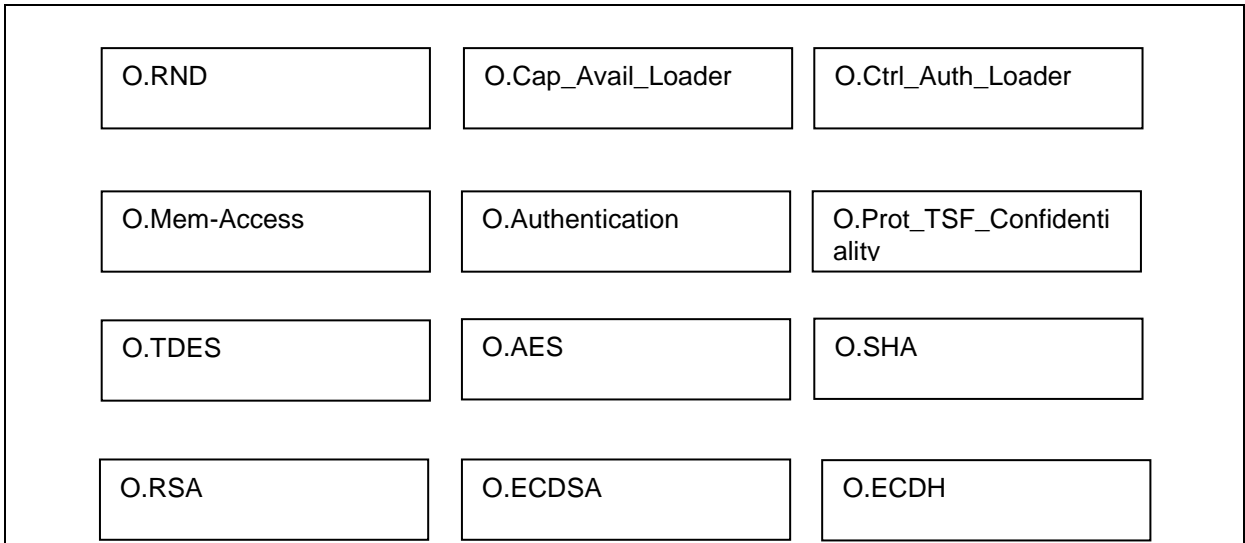 O.RND
O.Cap_Avail_Loader
O.Ctrl_Auth_Loader
O.Mem-Access
O.Authentication
O.Prot_TSF_Confidenti
ality
O.TDES
O.AES
O.SHA
O.RSA
O.ECDSA
O.ECDH